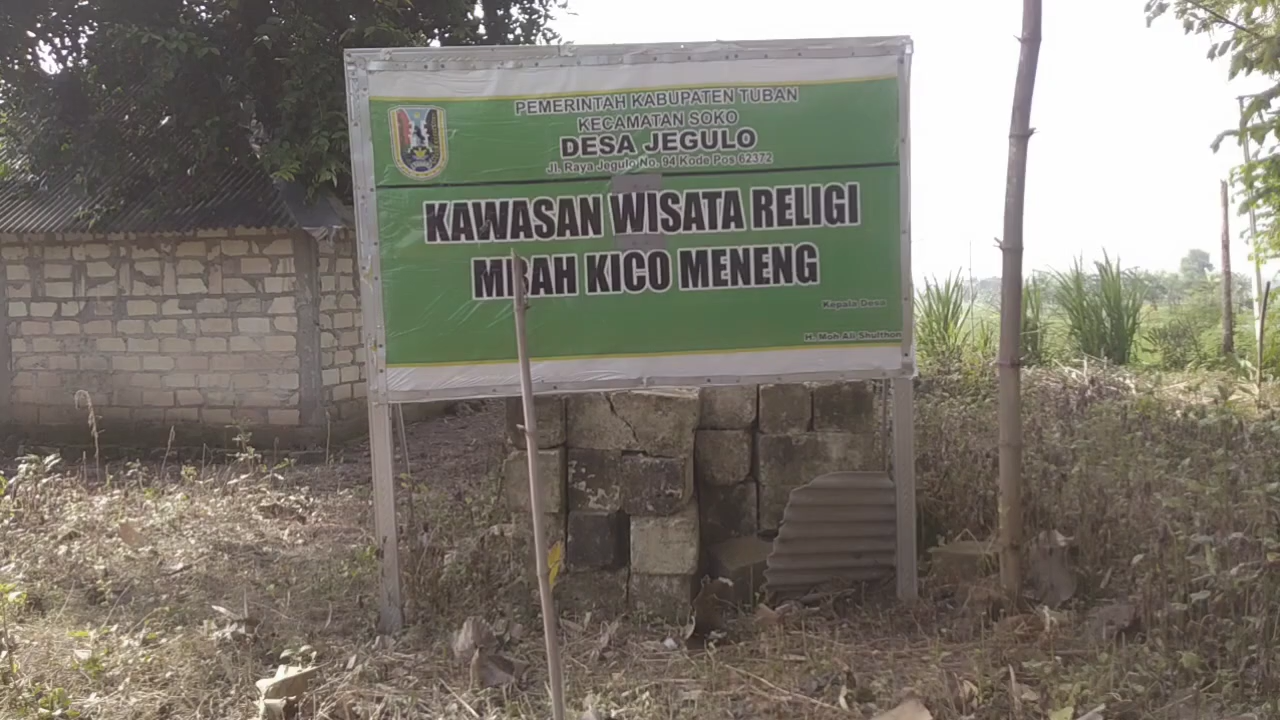 PEMERINTAH KABUPATEN TUBAN
KECAMATAN SOKO
DESA JEGULO
Jl. Raya Jegulo No. 94 Kode Pos 62372
KAWASAN WISATA RELIGI
MBAH KICO MENENG
Kepala Desa
H. Moh Ali Shulthon